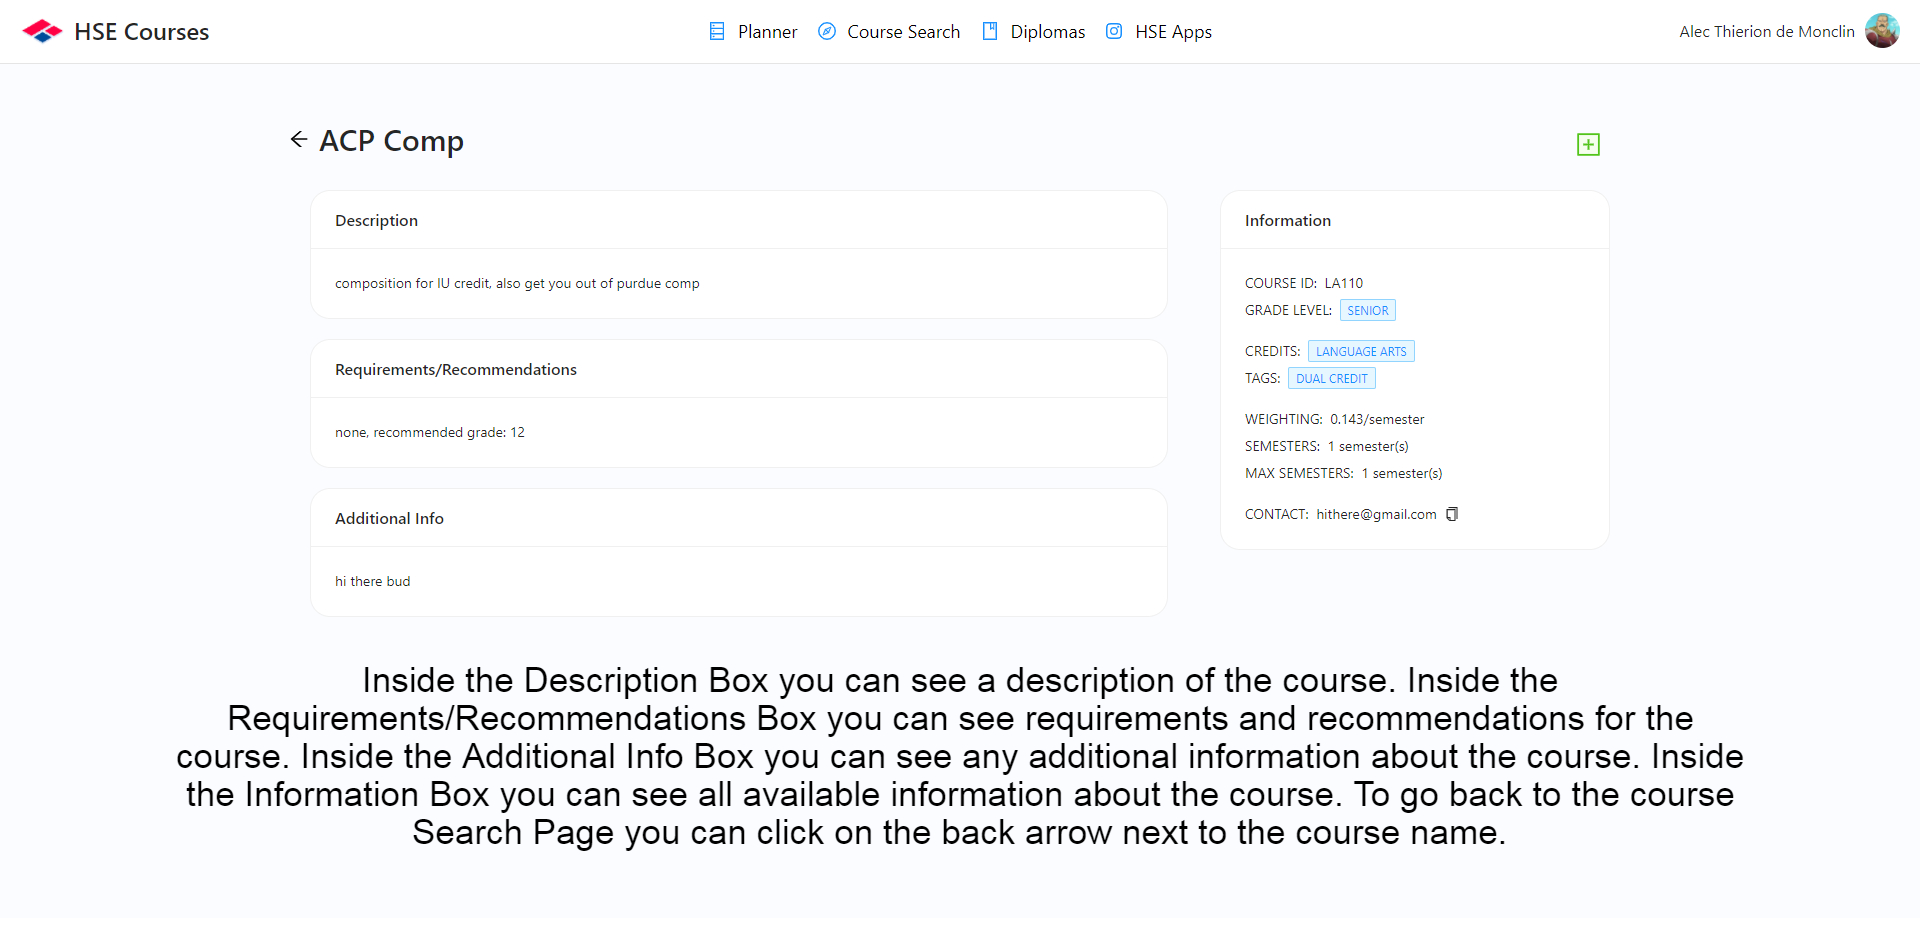 HSE Courses
Planner
Course Search
Diplomas
HSE Apps
Alec Thierion de Monclin
ACP Comp
Description
composition for IU credit, also get you out of purdue comp
Requirements/Recommendations
none, recommended grade: 12
Additional Info
hi there bud
Information
COURSE ID: LA110
GRADE LEVEL: SENIOR
CREDITS: LANGUAGE ARTS
TAGS: DUAL CREDIT
WEIGHTING: 0.143/semester
SEMESTERS: 1 semester(s)
MAX SEMESTERS: 1 semester(s)
CONTACT: hithere@gmail.com
Inside the Description Box you can see a description of the course. Inside the
Requirements/Recommendations Box you can see requirements and recommendations for the
course. Inside the Additional Info Box you can see any additional information about the course. Inside
the Information Box you can see all available information about the course. To go back to the course
Search Page you can click on the back arrow next to the course name.